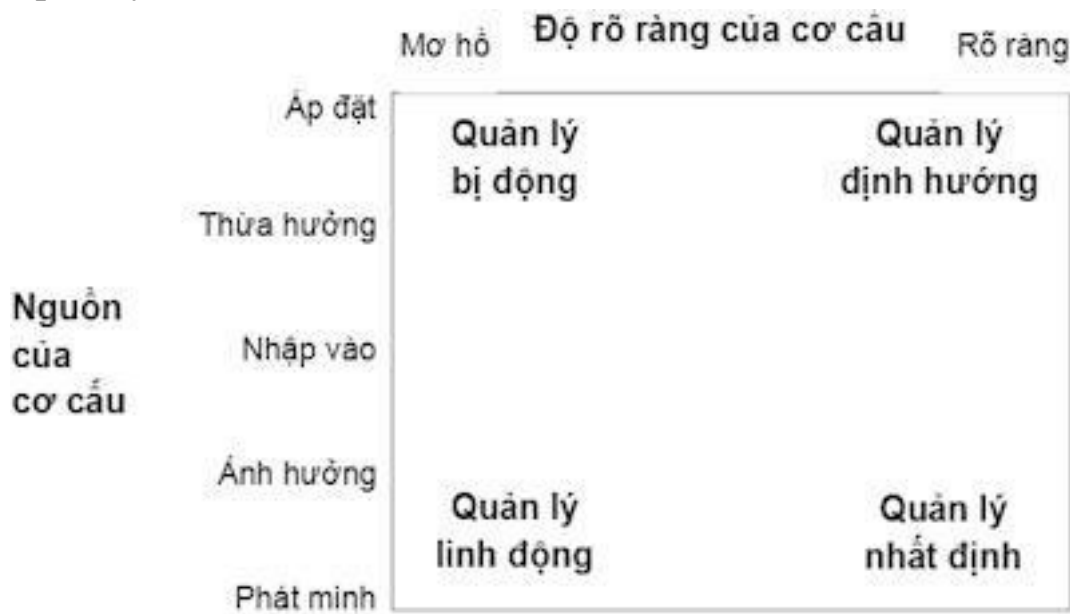 Độ rõ ràng của cơ cấu
Mơ hồ
Rõ ràng
Áp đặt
Quản lý
bị động
Quản lý
định hướng
Thừa hưởng
Nguồn
của
cơ cấu
Nhập vào
Ảnh hưởng
Quản lý
linh động
Quản lý
nhất định
Phát minh